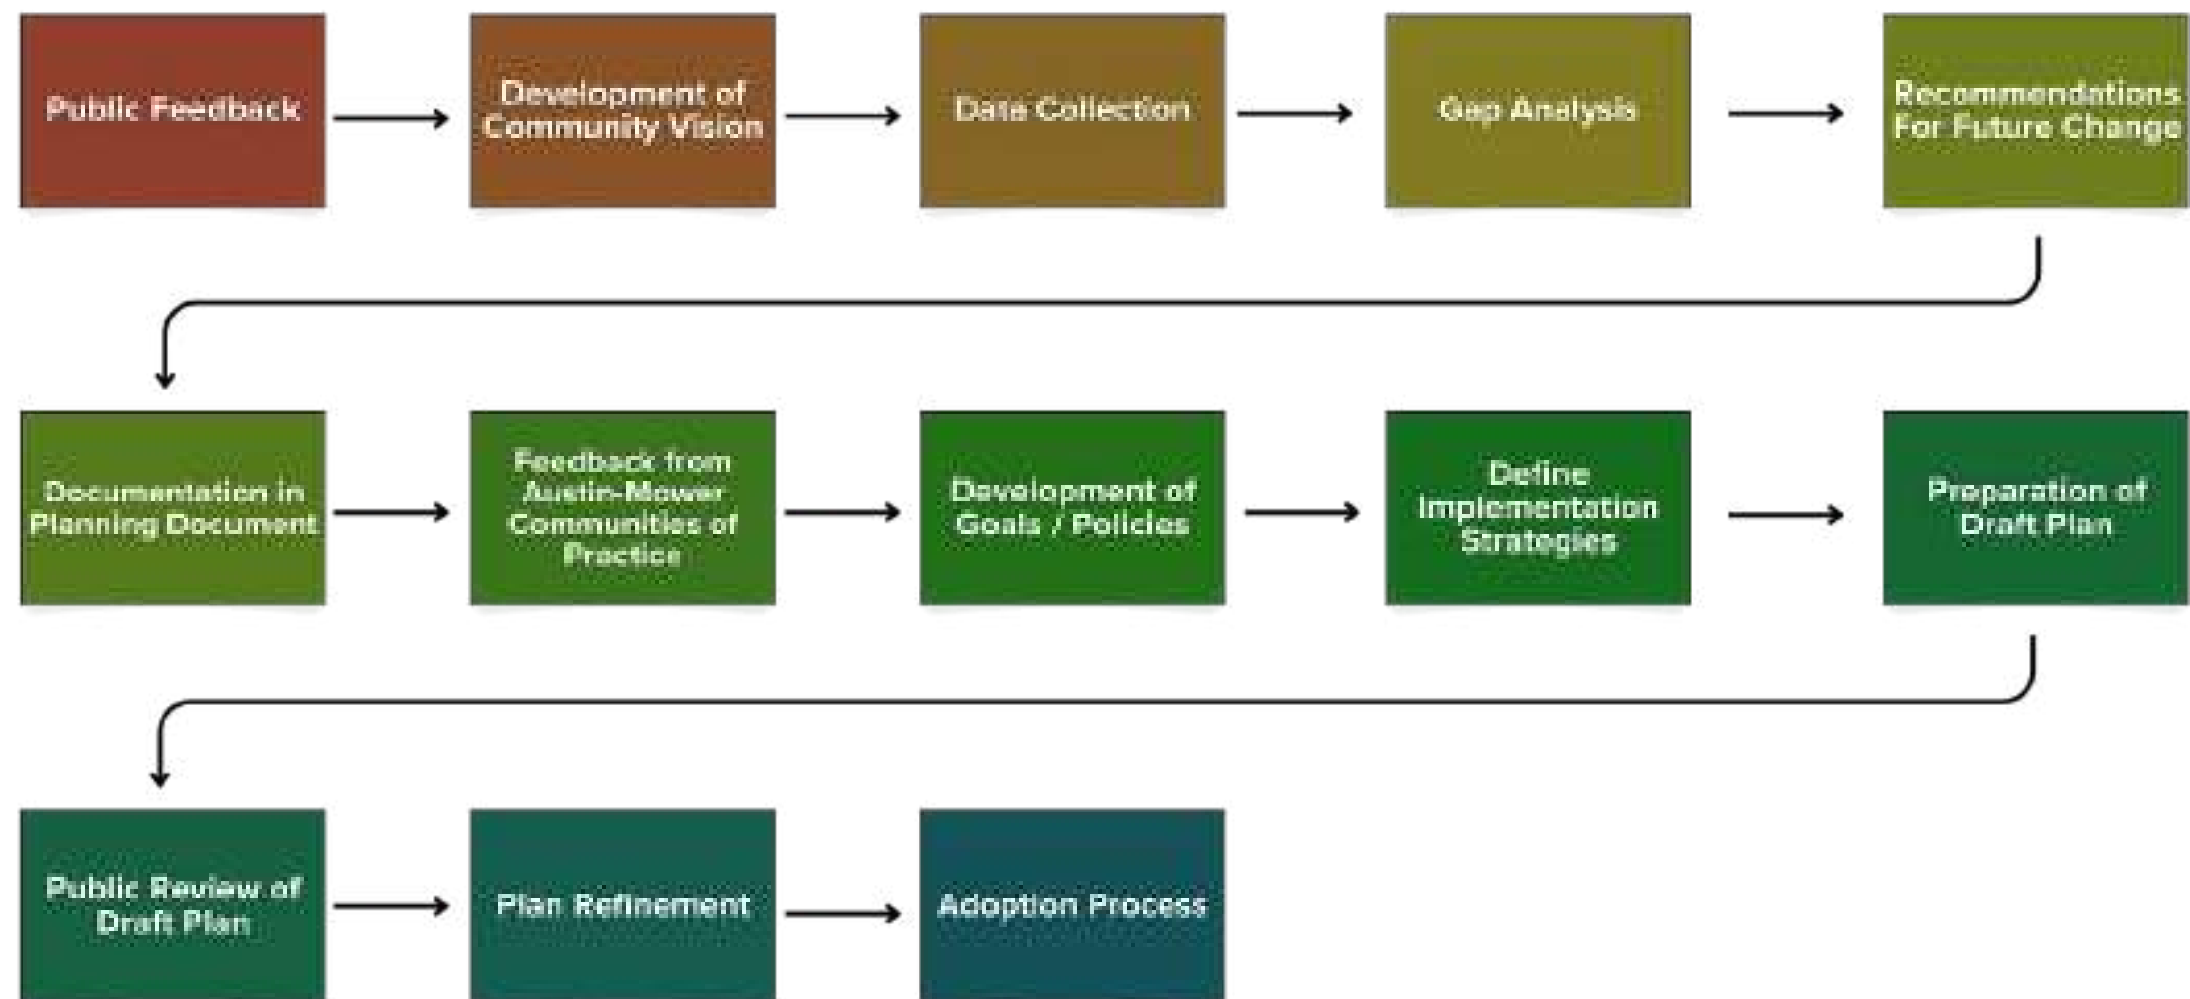 Public Feedback
Development of
Community Vision
Data Collection
Gap Analysis
Recommendations
For Future Change
Documentation in
Planning Document
Feedback from
Austin-Mower
Communities of
Practice
Development of
Goals / Policies
Define
Implementation
Strategies
Preparation of
Draft Plan
Public Review of
Draft Plan
Plan Refinement
Adoption Process